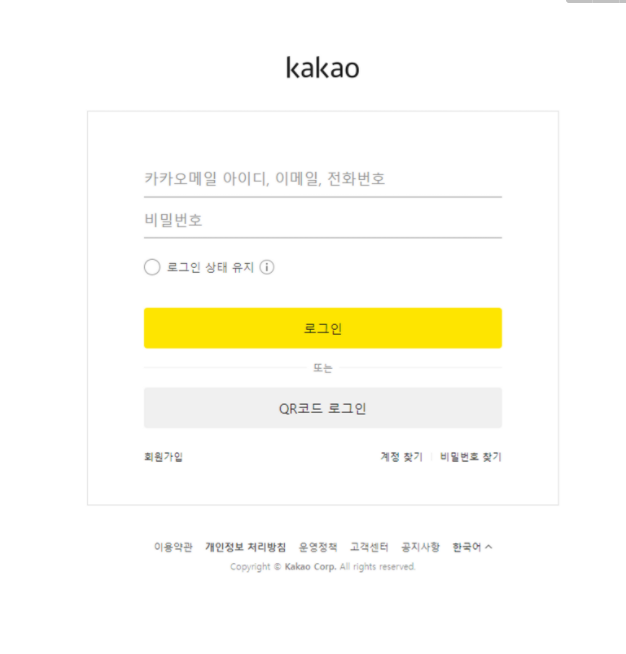 kakao
카카오메일 아이디, 이메일, 전화번호
비밀번호
로그인 상태 유지
로그인
또는
QR코드 로그인
회원가입 계정 찾기 비밀번호 찾기
이용약관 개인정보 처리방침 운영정책 고객센터 공지사항 한국어
Copyright © Kakao Corp. All rights reserved.